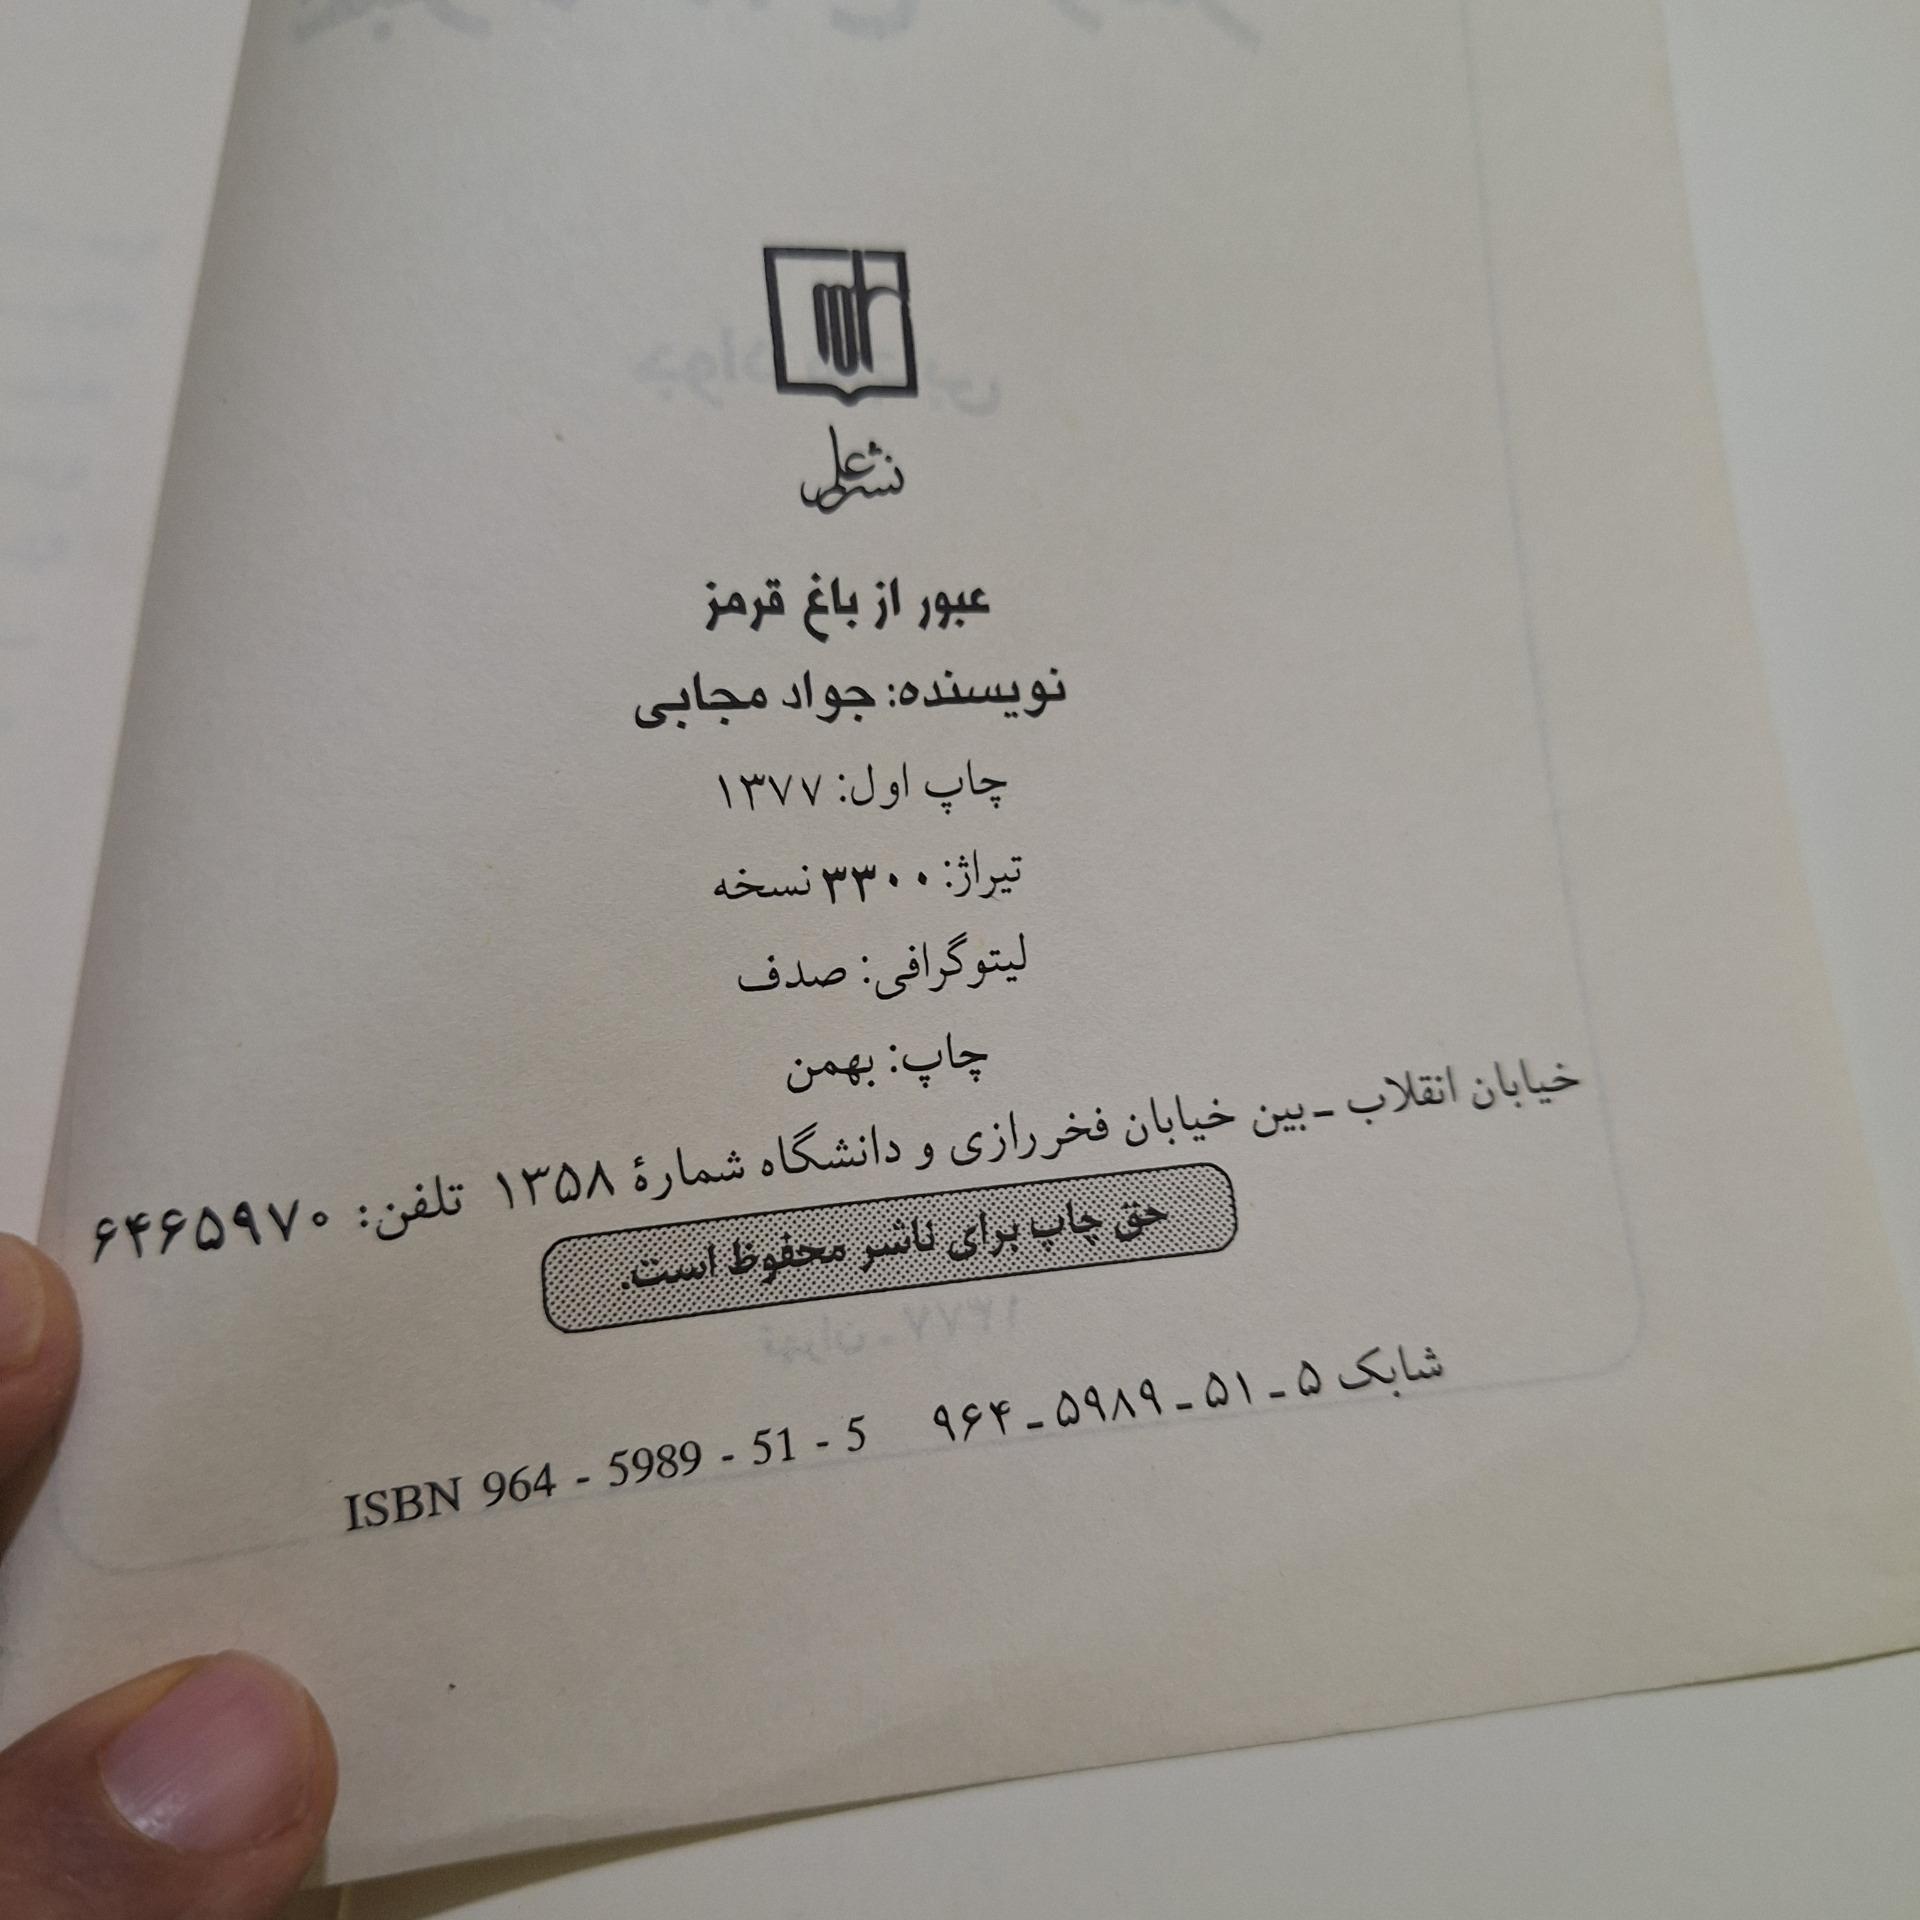 نشر علم
عبور از باغ قرمز
نویسنده: جواد مجابی
چاپ اول: ۱۳۷۷
تیراژ: ۳۳۰۰ نسخه
لیتوگرافی: صدف
چاپ: بهمن
خیابان انقلاب ـ بین خیابان فخررازی و دانشگاه شمارهٔ ۱۳۵۸ تلفن: ۶۴۶۵۹۷۰
حق چاپ برای ناشر محفوظ است.
شابک ۵ ـ ۵۱ ـ ۵۹۸۹ ـ ۹۶۴ ISBN 964 - 5989 - 51 - 5